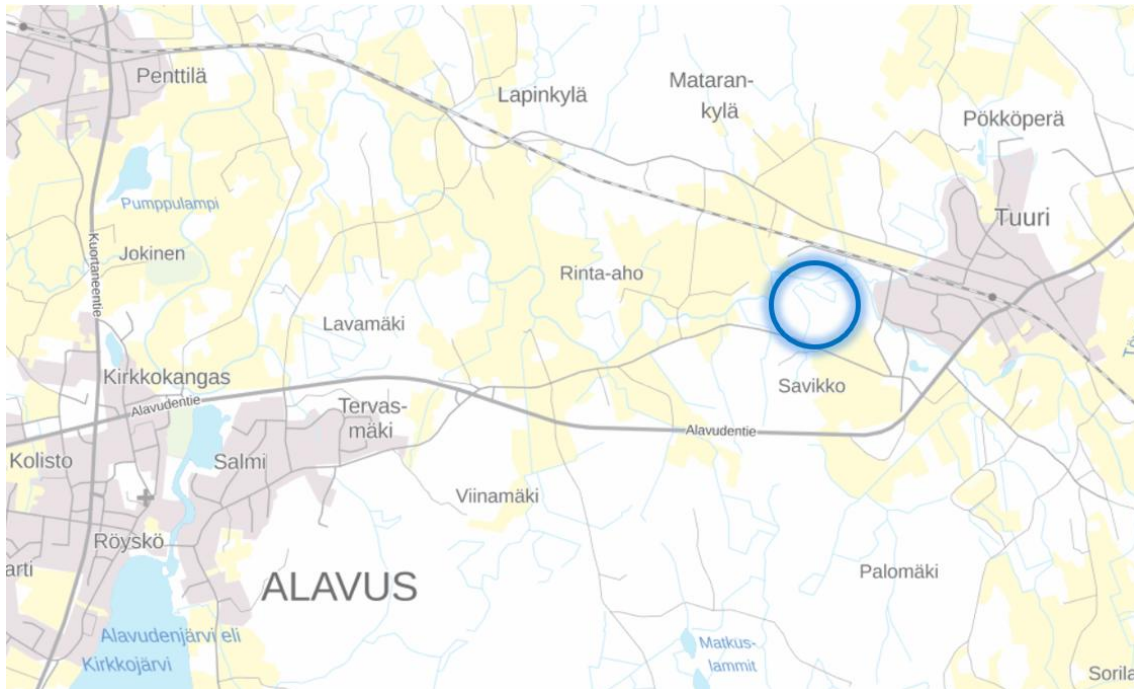 Penttilä
Lapinkylä
Mataran-
kylä
Pökköperä
Pumppulampi
Tuuri
Kuortaneentie
Jokinen
Rinta-aho
Lavamäki
Kirkkokangas
Alavudentie
Savikko
Tervas-
mäki
Alavudentie
Kolisto
Salmi
Viinamäki
Röyskö
arti
ALAVUS
Palomäki
Alavudenjärvi eli
Kirkkojärvi
Matkus-
lammit
Sorila